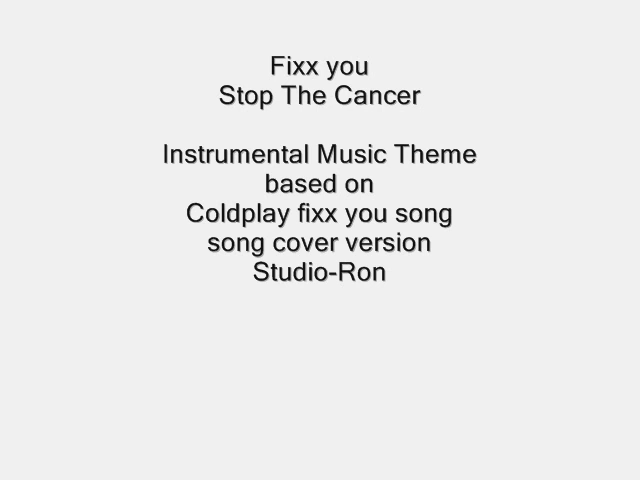 Fixx you
Stop The Cancer
Instrumental Music Theme
based on
Coldplay fixx you song
song cover version
Studio-Ron